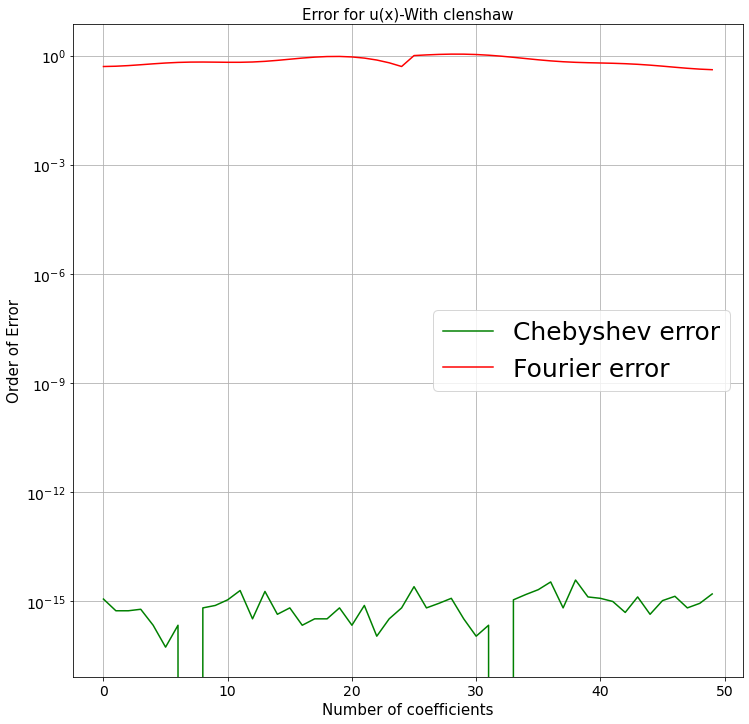 Error for u(x)-With clenshaw
10^0
10^-3
10^-6
10^-9
10^-12
10^-15
Order of Error
Chebyshev error
Fourier error
0 10 20 30 40 50
Number of coefficients